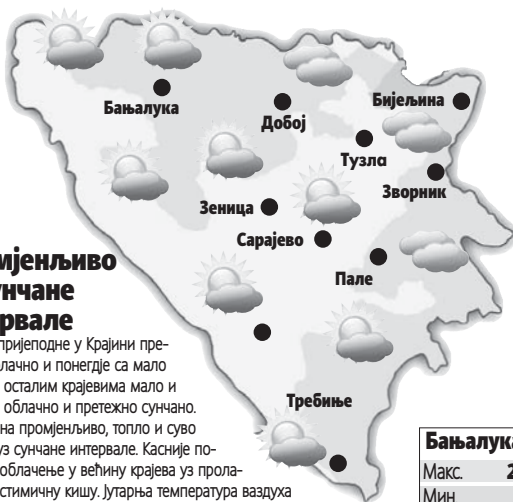 Бањалука
Добој
Бијељина
Тузла
Зворник
Зеница
Сарајево
Пале
Требиње
мјенљиво
унчане
рвале
пријеподне у Крајини пре-
лачно и понегдје са мало
осталим крајевима мало и
облачно и претежно сунчано.
на промјенљиво, топло и суво
уз сунчане интервале. Касније по-
облачење у већину крајева уз прола-
стимичну кишу. Јутарња температура ваздуха
Бањалука
Макс. 2
Мин